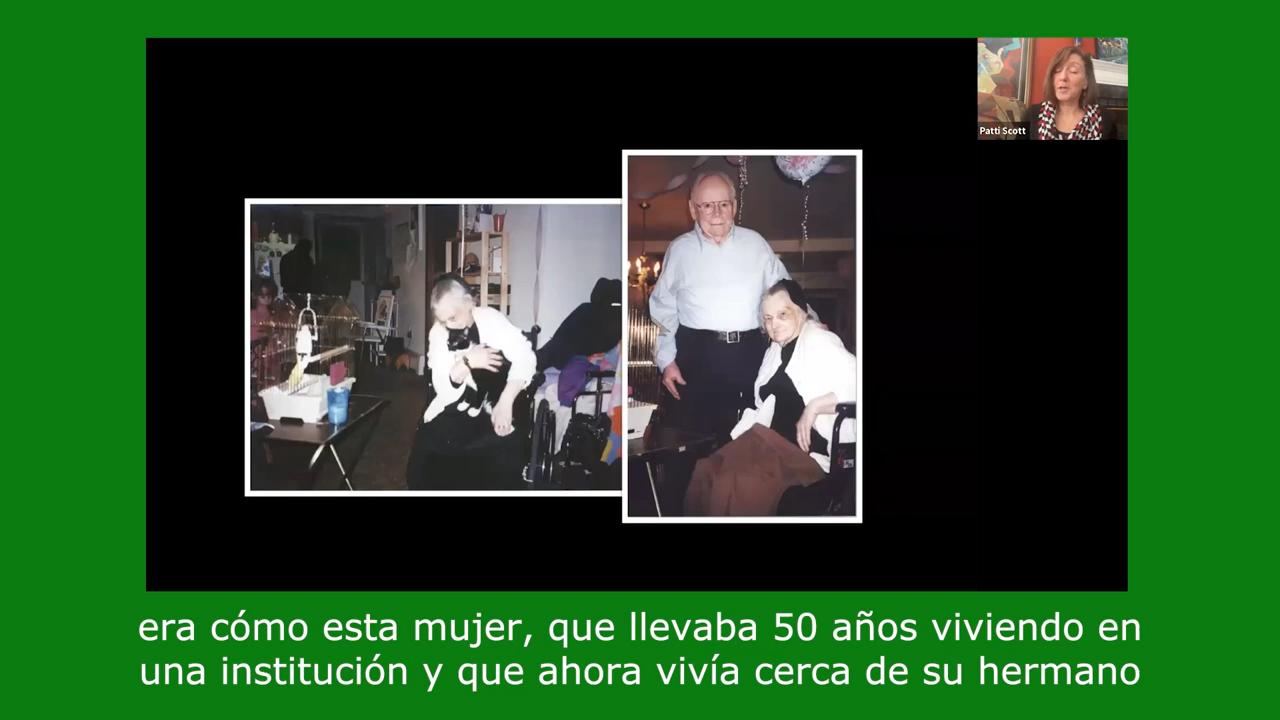 Patti Scott
era cómo esta mujer, que llevaba 50 años viviendo en
una institución y que ahora vivía cerca de su hermano